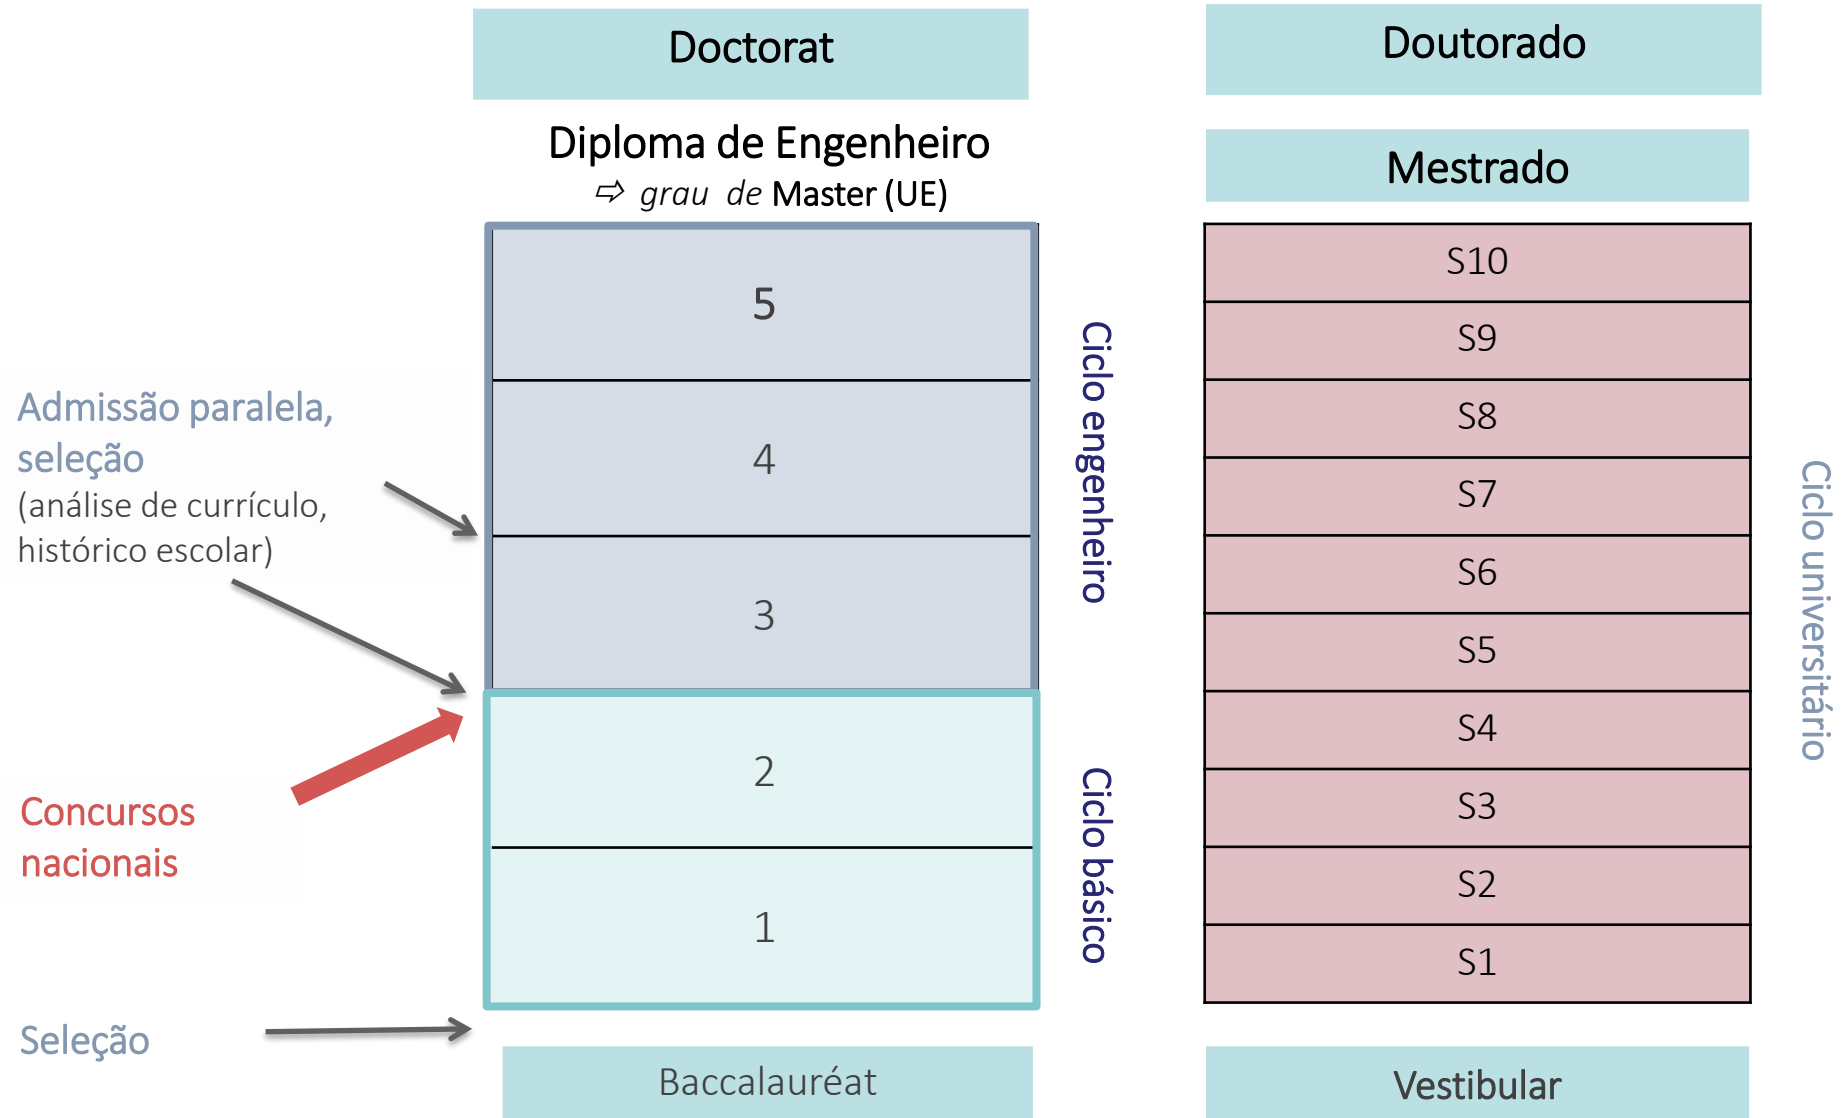 Doctorat
Diploma de Engenheiro
⇨ grau de Master (UE)
5
4
3
2
1
Baccalauréat
Ciclo engenheiro
Ciclo básico
Admissão paralela,
seleção
(análise de currículo,
histórico escolar)
Concursos
nacionais
Seleção
Doutorado
Mestrado
S10
S9
S8
S7
S6
S5
S4
S3
S2
S1
Vestibular
Ciclo universitário